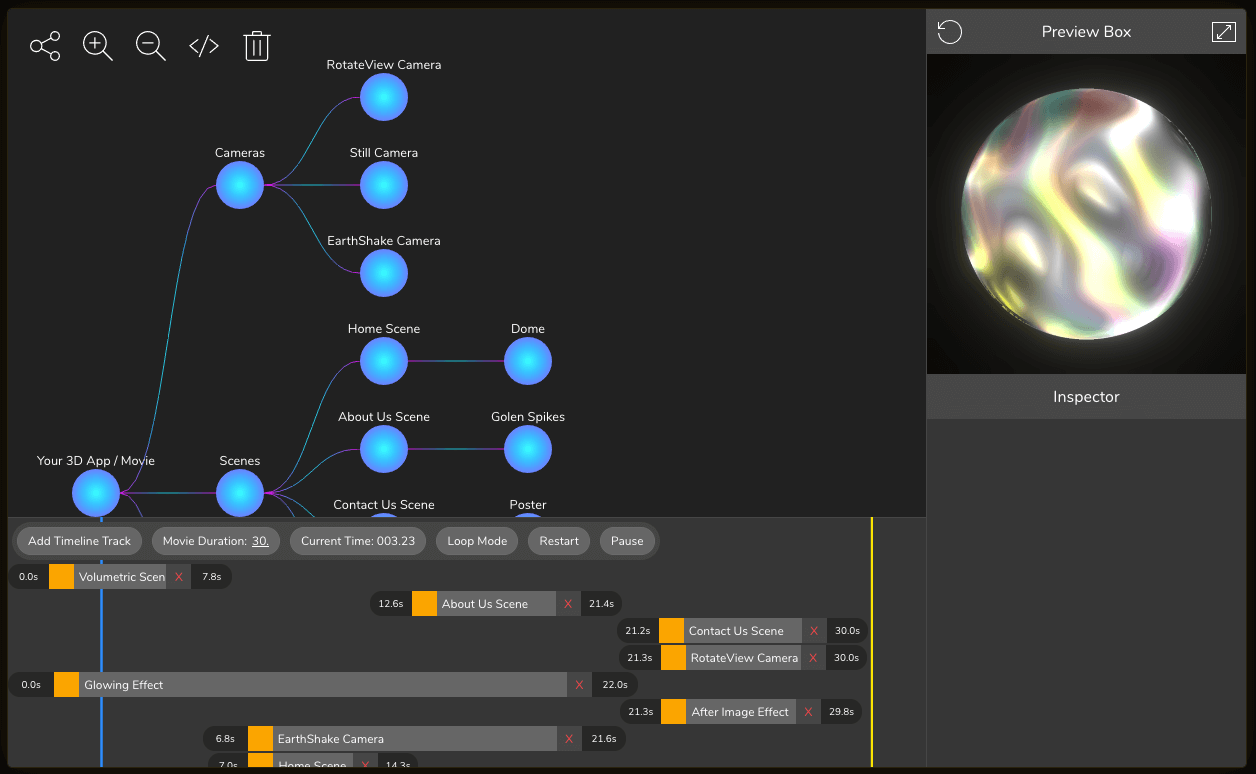 Preview Box
RotateView Camera
Cameras
Still Camera
EarthShake Camera
Home Scene
Dome
Inspector
About Us Scene
Golen Spikes
Your 3D App / Movie
Scenes
Contact Us Scene
Poster
Add Timeline Track
Movie Duration: 30.
Current Time: 003.23
Loop Mode
Restart
Pause
0.0s Volumetric Scen X 7.8s
12.6s About Us Scene X 21.4s
21.2s Contact Us Scene X 30.0s
21.3s RotateView Camera X 30.0s
0.0s Glowing Effect X 22.0s
21.3s After Image Effect X 29.8s
6.8s EarthShake Camera X 21.6s
7.0s Home Scene X 14.3s